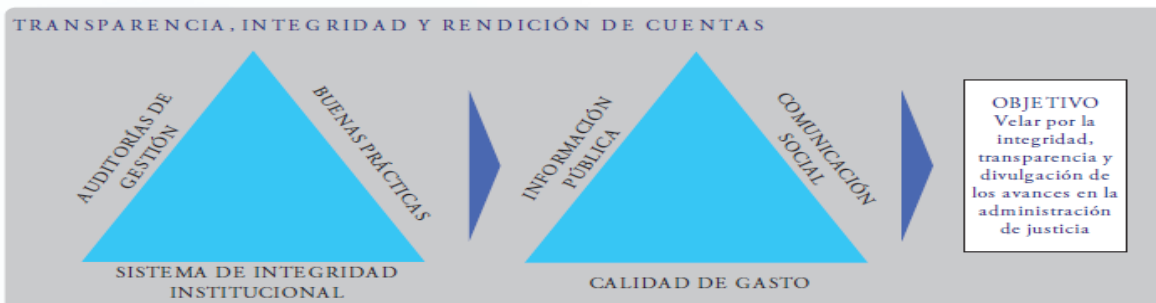 TRANSPARENCIA, INTEGRIDAD Y RENDICIÓN DE CUENTAS
AUDITORÍAS DE
GESTIÓN
BUENAS PRÁCTICAS
SISTEMA DE INTEGRIDAD
INSTITUCIONAL
INFORMACIÓN
PÚBLICA
COMUNICACIÓN
SOCIAL
CALIDAD DE GASTO
OBJETIVO
Velar por la
integridad,
transparencia y
divulgación de
los avances en la
administración
de justicia